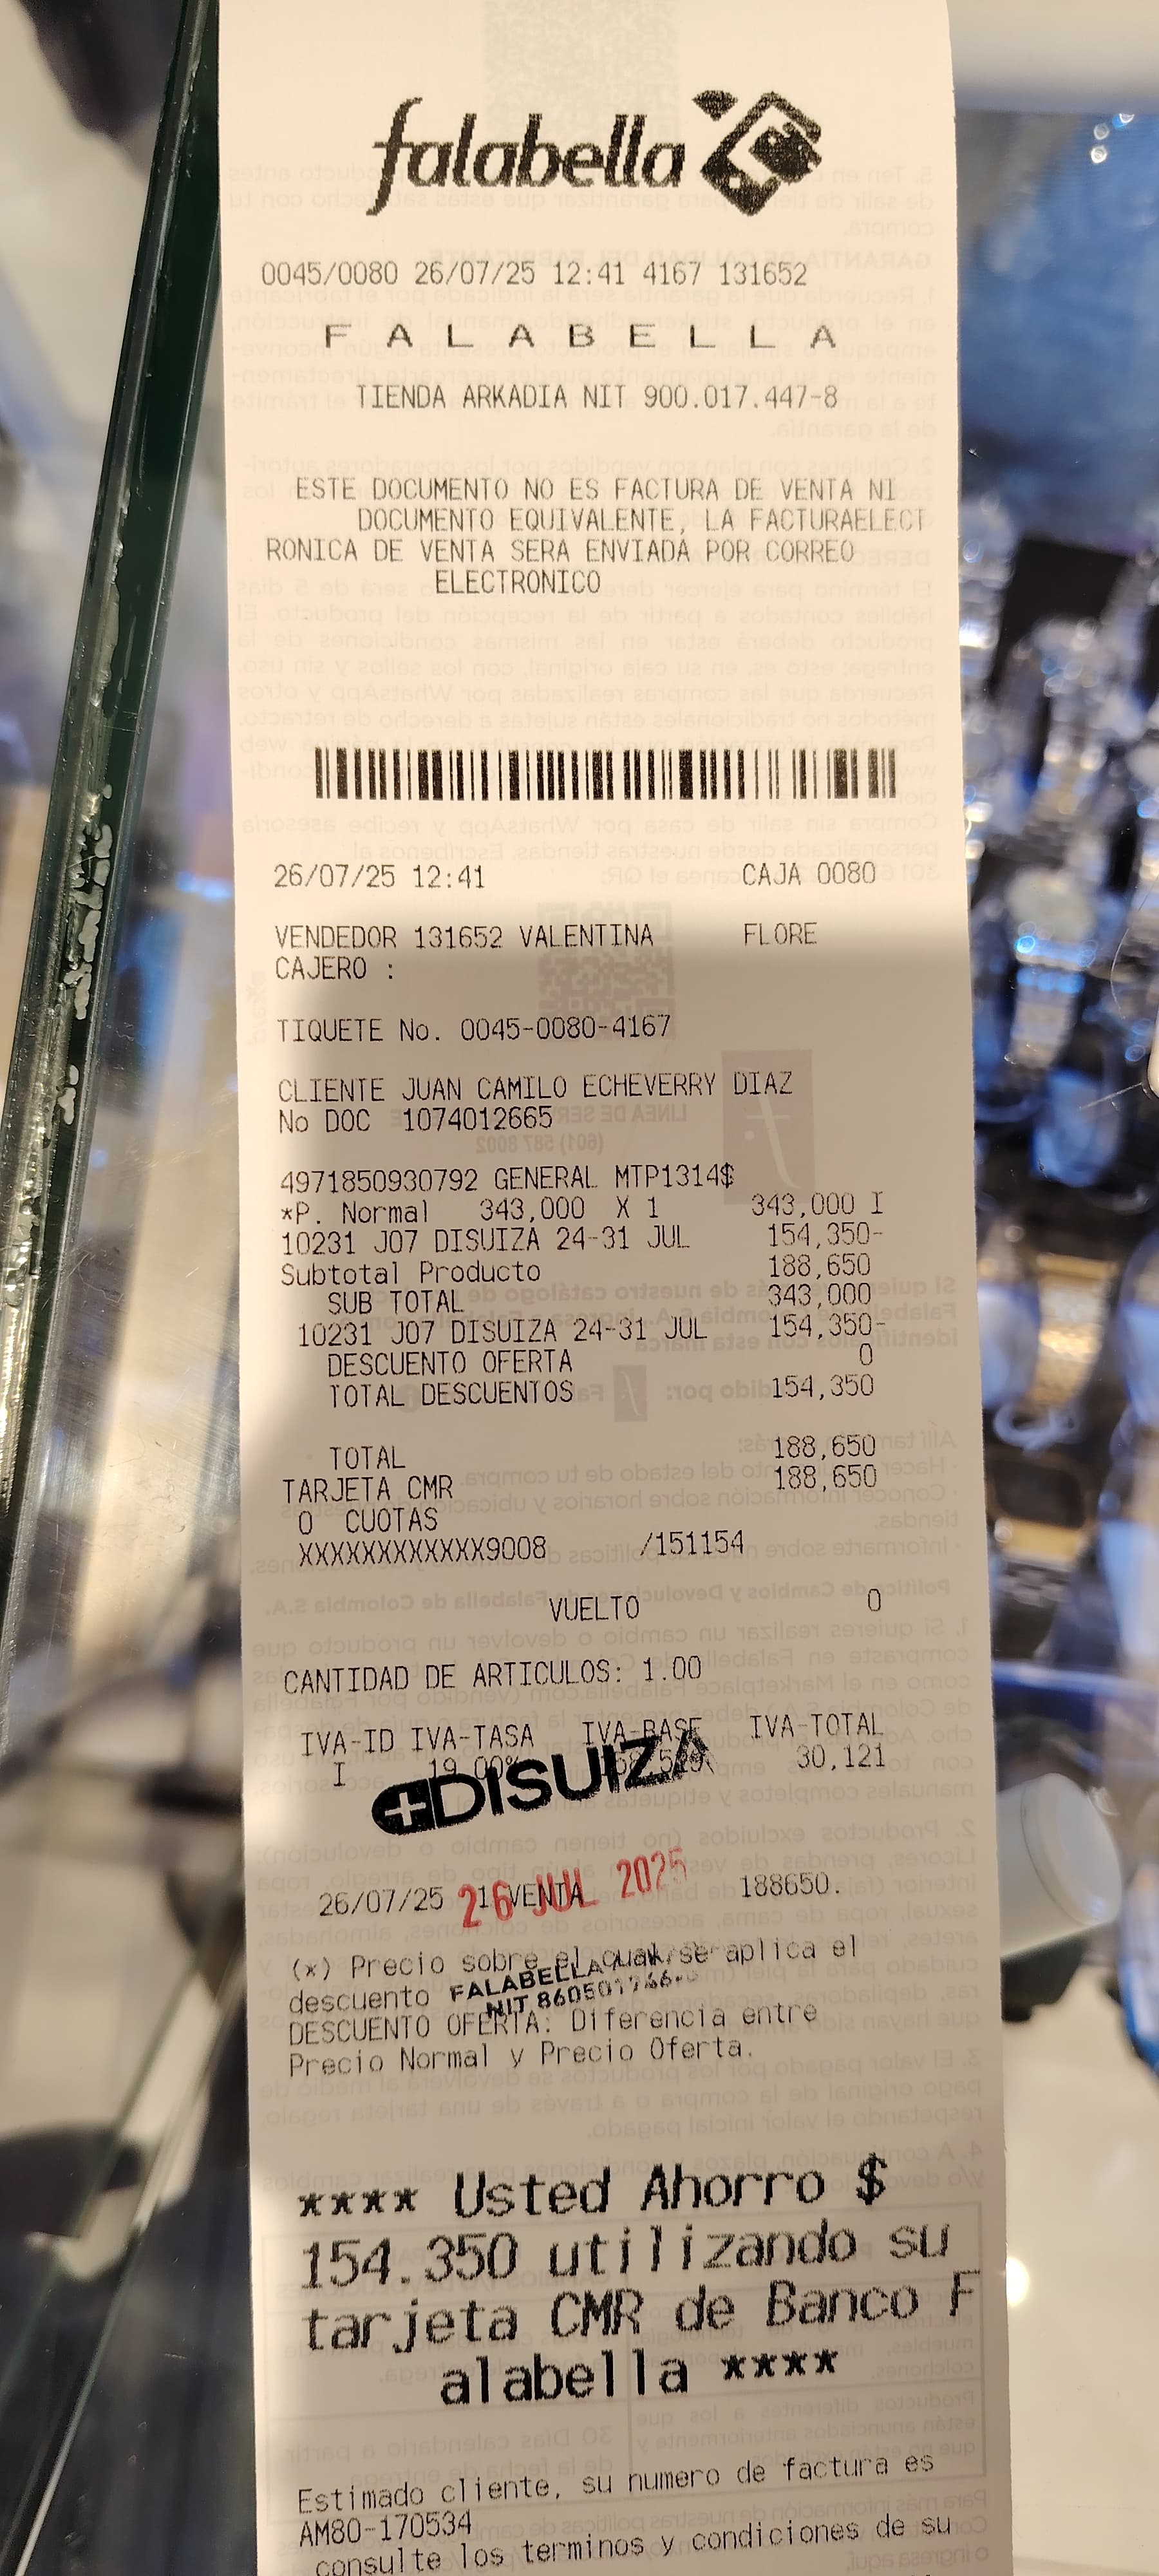 falabella
0045/0080 26/07/25 12:41 4167 131652
F A L A B E L L A
TIENDA ARKADIA NIT 900.017.447-8
ESTE DOCUMENTO NO ES FACTURA DE VENTA NI
DOCUMENTO EQUIVALENTE, LA FACTURAELECT
RONICA DE VENTA SERA ENVIADA POR CORREO
ELECTRONICO
26/07/25 12:41 CAJA 0080
VENDEDOR 131652 VALENTINA FLORE
CAJERO :
TIQUETE No. 0045-0080-4167
CLIENTE JUAN CAMILO ECHEVERRY DIAZ
No DOC 1074012665
4971850930792 GENERAL MTP1314$
*P. Normal 343,000 X 1 343,000 I
10231 J07 DISUIZA 24-31 JUL 154,350-
Subtotal Producto 188,650
SUB TOTAL 343,000
10231 J07 DISUIZA 24-31 JUL 154,350-
DESCUENTO OFERTA 0
TOTAL DESCUENTOS 154,350
TOTAL 188,650
TARJETA CMR 188,650
0 CUOTAS
XXXXXXXXXXXX9008 /151154
VUELTO 0
CANTIDAD DE ARTICULOS: 1.00
IVA-ID IVA-TASA IVA-BASE IVA-TOTAL
I 19.00% 30,121
DISUIZA
26/07/25 VENTA 188650.
26 JUL 2025
(*) Precio sobre el cual se aplica el
descuento
FALABELLA
NIT
DESCUENTO OFERTA: Diferencia entre
Precio Normal y Precio Oferta.
**** Usted Ahorro $
154.350 utilizando su
tarjeta CMR de Banco F
alabella ****
Estimado cliente, su numero de factura es
AM80-170534
consulte los terminos y condiciones de su